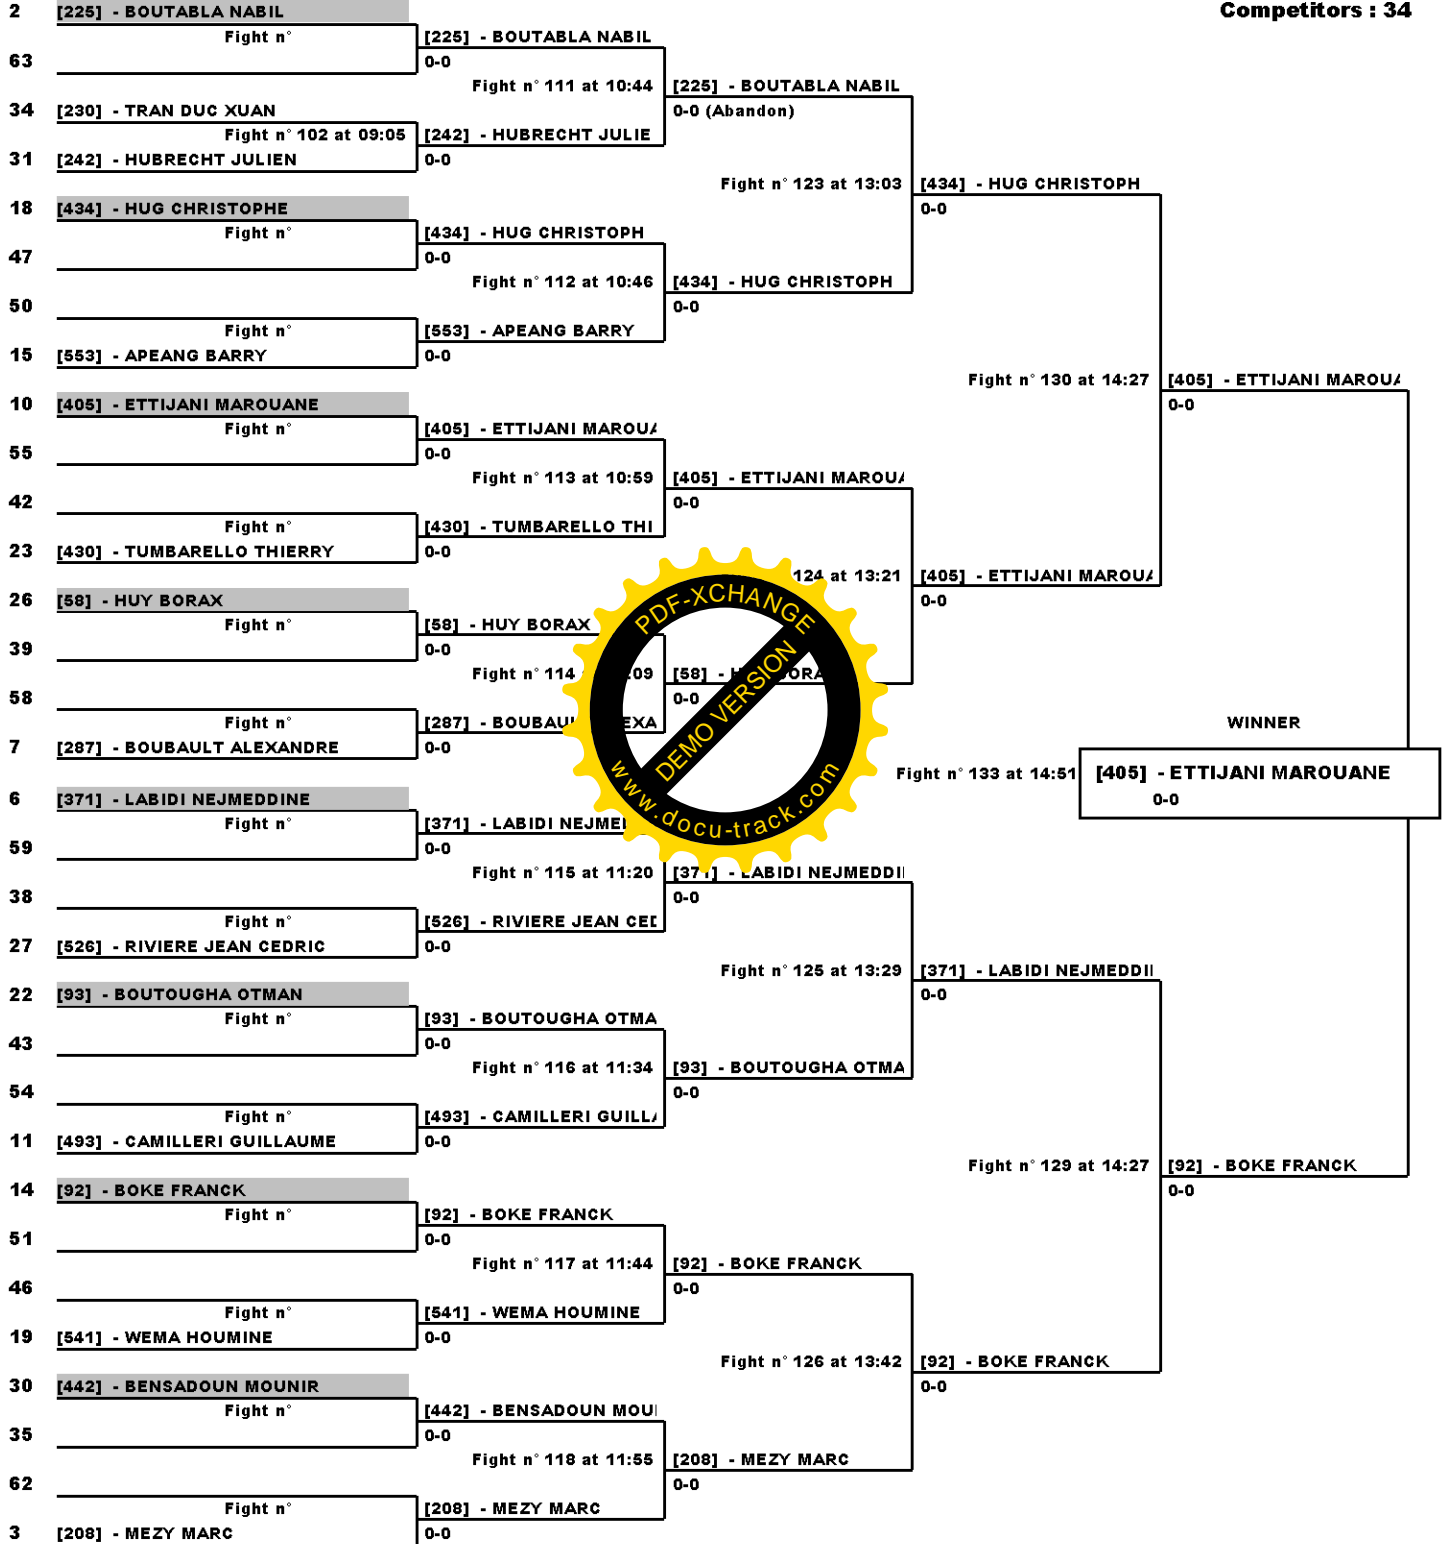 2 [225] - BOUTABLA NABIL
Competitors : 34
Fight n° [225] - BOUTABLA NABIL
63 0-0
Fight n° 111 at 10:44 [225] - BOUTABLA NABIL
34 [230] - TRAN DUC XUAN 0-0 (Abandon)
Fight n° 102 at 09:05 [242] - HUBRECHT JULIE
31 [242] - HUBRECHT JULIEN 0-0
Fight n° 123 at 13:03 [434] - HUG CHRISTOPH
18 [434] - HUG CHRISTOPHE 0-0
Fight n° [434] - HUG CHRISTOPH
47 0-0
Fight n° 112 at 10:46 [434] - HUG CHRISTOPH
50 0-0
Fight n° [553] - APEANG BARRY
15 [553] - APEANG BARRY 0-0
Fight n° 130 at 14:27 [405] - ETTIJANI MAROUA
10 [405] - ETTIJANI MAROUANE 0-0
Fight n° [405] - ETTIJANI MAROUA
55 0-0
Fight n° 113 at 10:59 [405] - ETTIJANI MAROUA
42 0-0
Fight n° [430] - TUMBARELLO THI
23 [430] - TUMBARELLO THIERRY 0-0
124 at 13:21 [405] - ETTIJANI MAROUA
26 [58] - HUY BORAX 0-0
Fight n° [58] - HUY BORAX
39 0-0
Fight n° 114 09 [58] -
58 0-0
Fight n° [287] -
7 [287] - BOUBAULT ALEXANDRE 0-0
WINNER
Fight n° 133 at 14:51 [405] - ETTIJANI MAROUANE
0-0
PDF-XCHANGE
DEMO VERSION
www.docu-track.com
6 [371] - LABIDI NEJMEDDINE
Fight n° [371] - LABIDI NEJME
59 0-0
Fight n° 115 at 11:20 [371] - LABIDI NEJMEDDI
38 0-0
Fight n° [526] - RIVIERE JEAN CED
27 [526] - RIVIERE JEAN CEDRIC 0-0
Fight n° 125 at 13:29 [371] - LABIDI NEJMEDDI
22 [93] - BOUTOUGHA OTMAN 0-0
Fight n° [93] - BOUTOUGHA OTMA
43 0-0
Fight n° 116 at 11:34 [93] - BOUTOUGHA OTMA
54 0-0
Fight n° [493] - CAMILLERI GUILLA
11 [493] - CAMILLERI GUILLAUME 0-0
Fight n° 129 at 14:27 [92] - BOKE FRANCK
14 [92] - BOKE FRANCK 0-0
Fight n° [92] - BOKE FRANCK
51 0-0
Fight n° 117 at 11:44 [92] - BOKE FRANCK
46 0-0
Fight n° [541] - WEMA HOUMINE
19 [541] - WEMA HOUMINE 0-0
Fight n° 126 at 13:42 [92] - BOKE FRANCK
30 [442] - BENSADOUN MOUNIR 0-0
Fight n° [442] - BENSADOUN MOU
35 0-0
Fight n° 118 at 11:55 [208] - MEZY MARC
62 0-0
Fight n° [208] - MEZY MARC
3 [208] - MEZY MARC 0-0